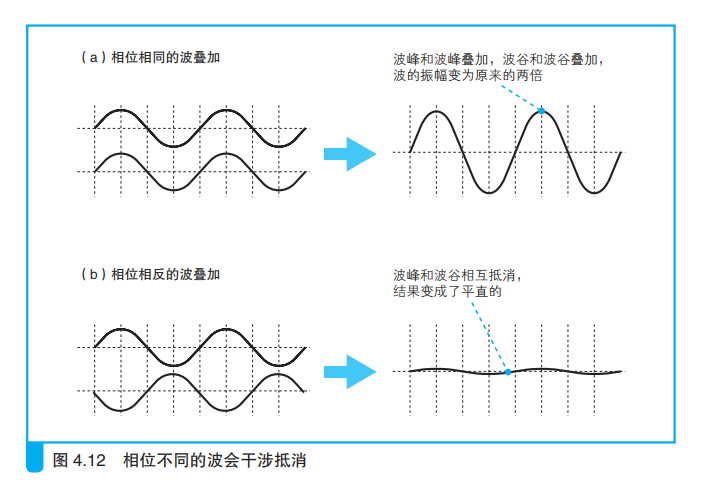 （a）相位相同的波叠加
波峰和波峰叠加，波谷和波谷叠加，
波的振幅变为原来的两倍
（b）相位相反的波叠加
波峰和波谷相互抵消，
结果变成了平直的
图 4.12 相位不同的波会干涉抵消